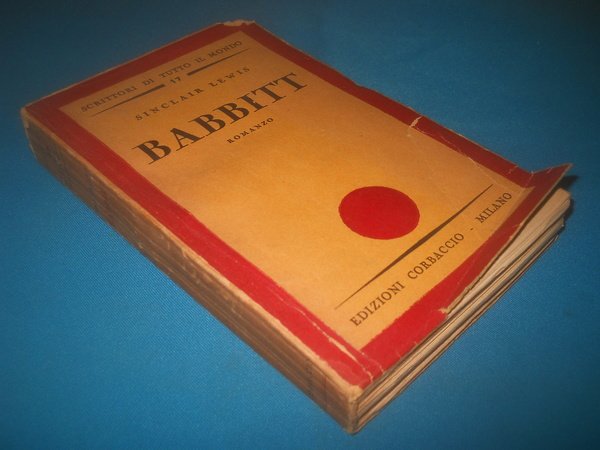 SCRITTORI DI TUTTO IL MONDO
17
SINCLAIR LEWIS
BABBITT
ROMANZO
EDIZIONI CORBACCIO - MILANO